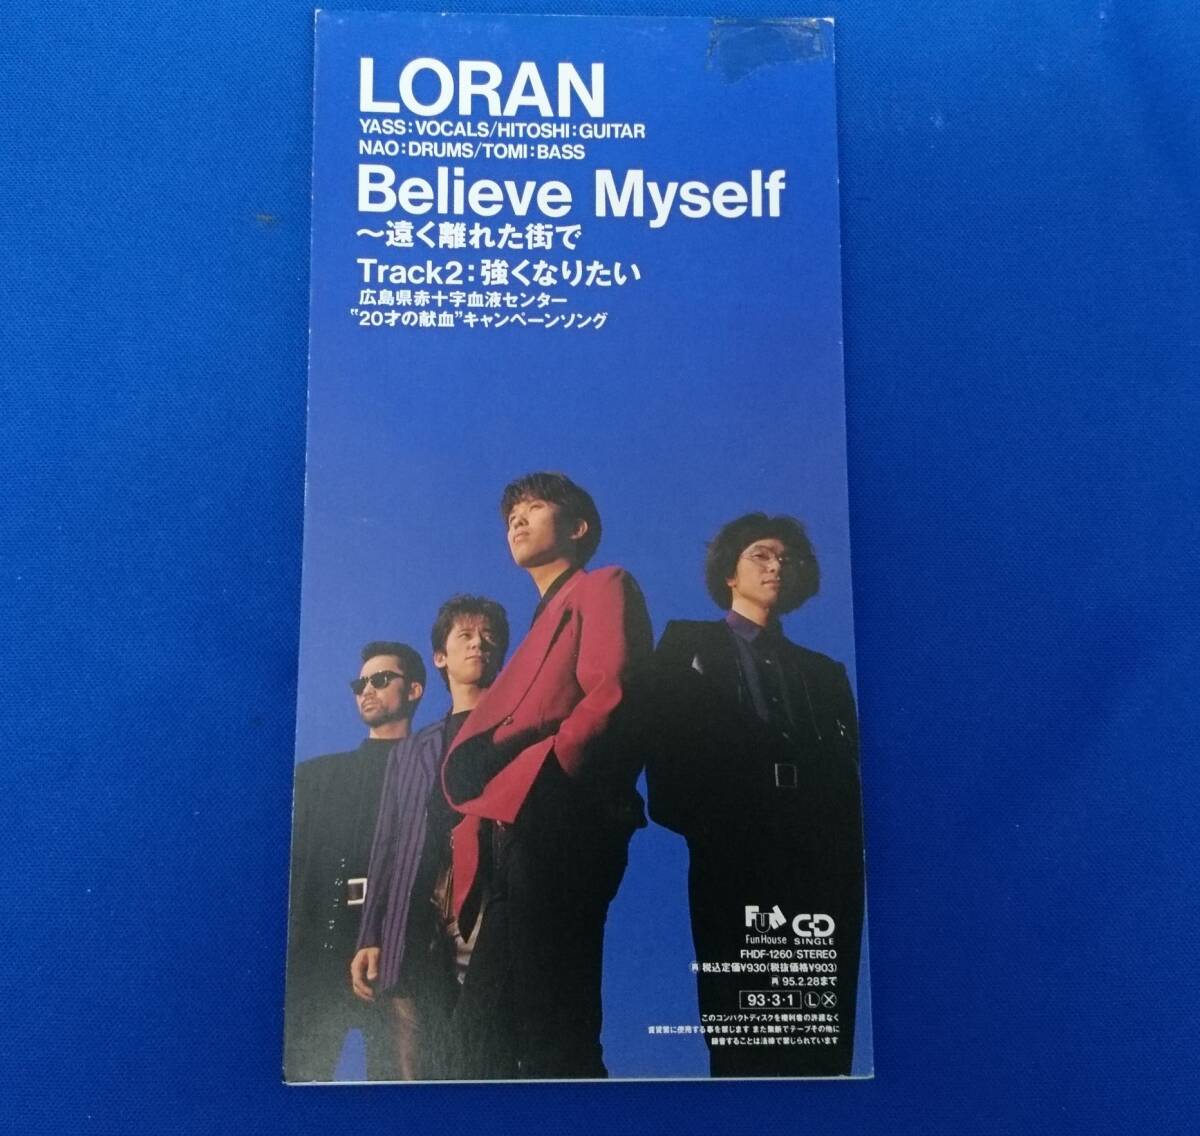 LORAN
YASS:VOCALS/HITOSHI:GUITAR
NAO:DRUMS/TOMI:BASS
Believe Myself
〜遠く離れた街で
Track2:強くなりたい
広島県赤十字血液センター
“20才の献血”キャンペーンソング
FUN
Fun House
CD
SINGLE
FHDF-1260/STEREO
再 税込定価¥930(税抜価格¥903)
再 95.2.28まで
93・3・1 L X
このコンパクトディスクを権利者の許諾なく
賃貸業に使用する事を禁じます また無断でテープその他に
録音することは法律で禁じられています